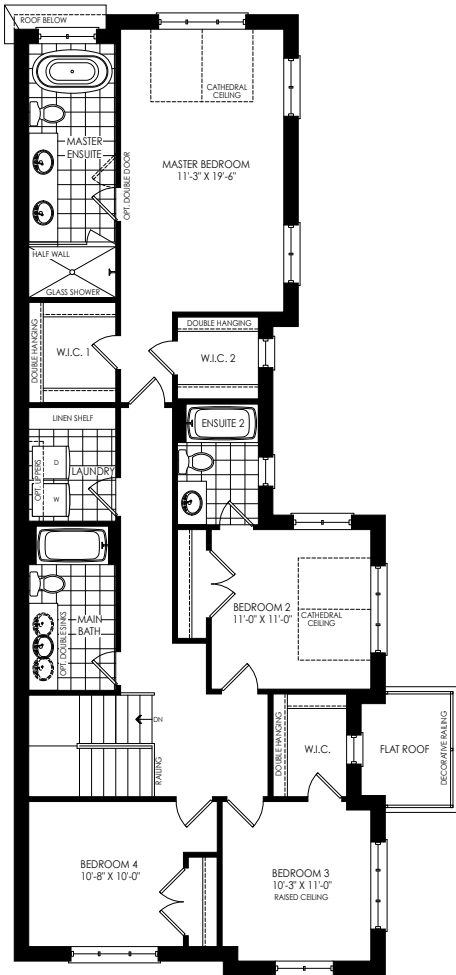 ROOF BELOW
CATHEDRAL
CEILING
MASTER
ENSUITE
OPT. DOUBLE DOOR
MASTER BEDROOM
11'-3" X 19'-6"
HALF WALL
GLASS SHOWER
DOUBLE HANGING
W.I.C. 1
DOUBLE HANGING
W.I.C. 2
LINEN SHELF
OPT. UPPERS
D
LAUNDRY
W
ENSUITE 2
BEDROOM 2
11'-0" X 11'-0"
CATHEDRAL
CEILING
OPT. DOUBLE SINKS
MAIN
BATH
DN
RAILING
DOUBLE HANGING
W.I.C.
FLAT ROOF
DECORATIVE RAILING
BEDROOM 4
10'-8" X 10'-0"
BEDROOM 3
10'-3" X 11'-0"
RAISED CEILING